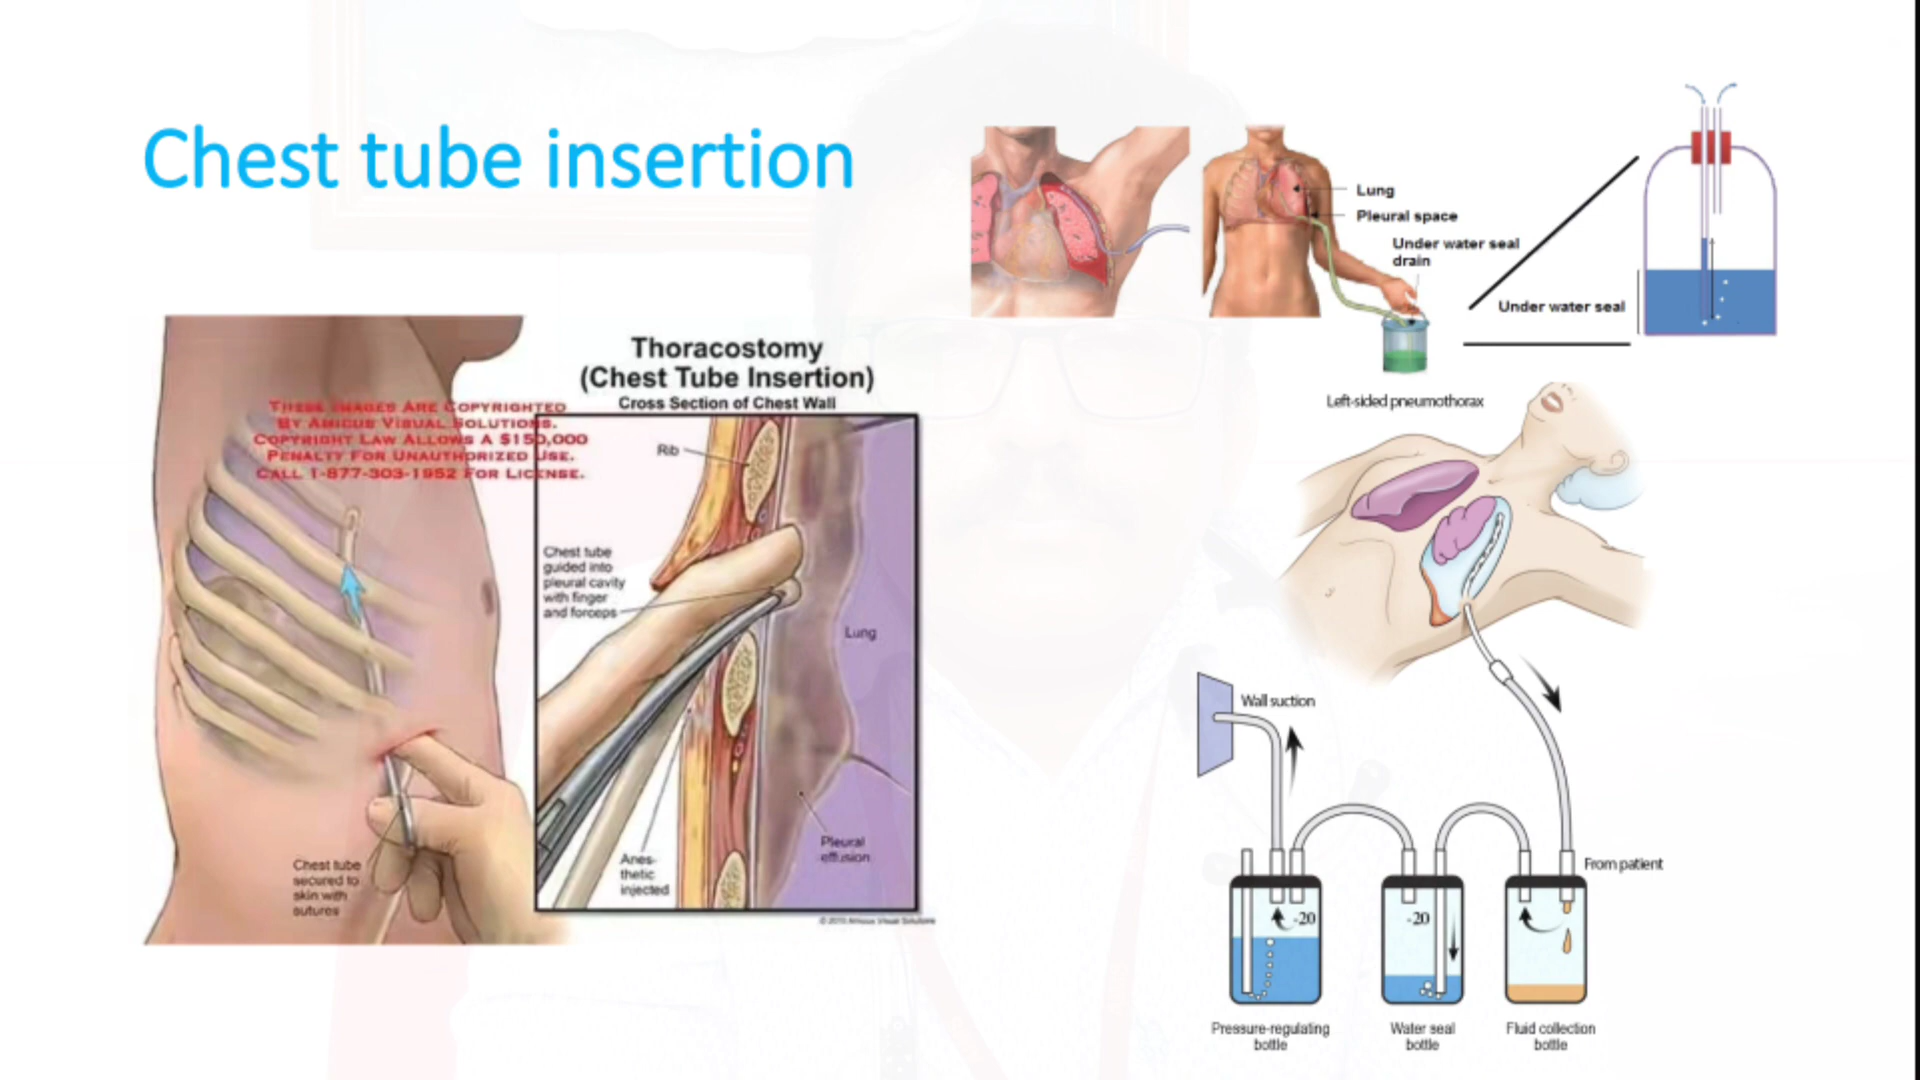 Chest tube insertion
Lung
Pleural space
Under water seal
drain
Under water seal
Thoracostomy
(Chest Tube Insertion)
Cross Section of Chest Wall
THESE IMAGES ARE COPYRIGHTED
BY AMICUS VISUAL SOLUTIONS.
COPYRIGHT LAW ALLOWS A $150,000
PENALTY FOR UNAUTHORIZED USE.
CALL 1-877-303-1952 FOR LICENSE.
Rib
Chest tube
guided into
pleural cavity
with finger
and forceps
Lung
Pleural
effusion
Anes-
thetic
injected
Chest tube
secured to
skin with
sutures
© 2010 Amicus Visual Solutions
Left-sided pneumothorax
Wall suction
From patient
-20
-20
Pressure-regulating
bottle
Water seal
bottle
Fluid collection
bottle